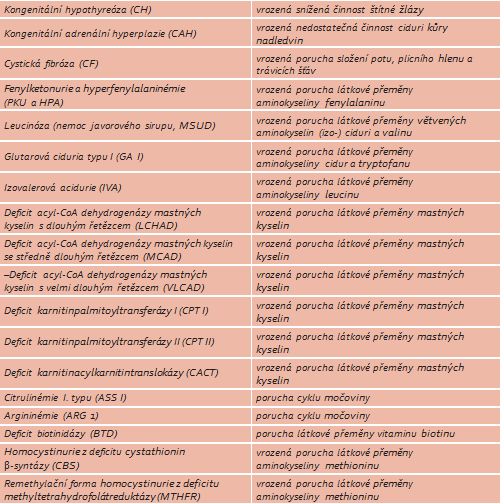 Kongenitální hypothyreóza (CH)
vrozená snížená činnost štítné žlázy
Kongenitální adrenální hyperplazie (CAH)
vrozená nedostatečná činnost ciduri kůry
nadledvin
Cystická fibróza (CF)
vrozená porucha složení potu, plicního hlenu a
trávicích šťáv
Fenylketonurie a hyperfenylalaninémie
(PKU a HPA)
vrozená porucha látkové přeměny
aminokyseliny fenylalaninu
Leucinóza (nemoc javorového sirupu, MSUD)
vrozená porucha látkové přeměny větvených
aminokyselin (izo-) ciduri a valinu
Glutarová ciduria typu I (GA I)
vrozená porucha látkové přeměny
aminokyseliny cidur a tryptofanu
Izovalerová acidurie (IVA)
vrozená porucha látkové přeměny
aminokyseliny leucinu
Deficit acyl-CoA dehydrogenázy mastných
kyselin s dlouhým řetězcem (LCHAD)
vrozená porucha látkové přeměny mastných
kyselin
Deficit acyl-CoA dehydrogenázy mastných kyselin
se středně dlouhým řetězcem (MCAD)
vrozená porucha látkové přeměny mastných
kyselin
–Deficit acyl-CoA dehydrogenázy mastných
kyselin s velmi dlouhým řetězcem (VLCAD)
vrozená porucha látkové přeměny mastných
kyselin
Deficit karnitinpalmitoyltransferázy I (CPT I)
vrozená porucha látkové přeměny mastných
kyselin
Deficit karnitinpalmitoyltransferázy II (CPT II)
vrozená porucha látkové přeměny mastných
kyselin
Deficit karnitinacylkarnitintranslokázy (CACT)
vrozená porucha látkové přeměny mastných
kyselin
Citrulinémie I. typu (ASS I)
porucha cyklu močoviny
Argininémie (ARG 1)
porucha cyklu močoviny
Deficit biotinidázy (BTD)
porucha látkové přeměny vitaminu biotinu
Homocystinurie z deficitu cystathionin
β-syntázy (CBS)
vrozená porucha látkové přeměny
aminokyseliny methioninu
Remethylační forma homocystinurie z deficitu
methyltetrahydrofolátreduktázy (MTHFR)
vrozená porucha látkové přeměny
aminokyseliny methioninu